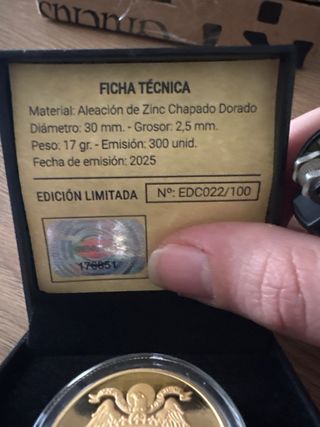 FICHA TÉCNICA
Material: Aleación de Zinc Chapado Dorado
Diámetro: 30 mm. - Grosor: 2,5 mm.
Peso: 17 gr. - Emisión: 300 unid.
Fecha de emisión: 2025
EDICIÓN LIMITADA Nº: EDC022/100
176851